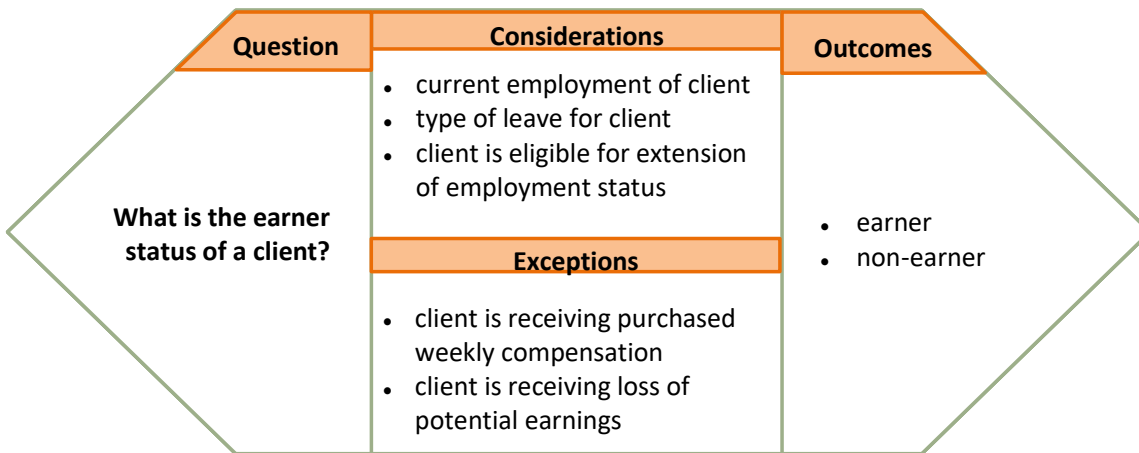 Question
What is the earner
status of a client?
Considerations
• current employment of client
• type of leave for client
• client is eligible for extension
of employment status
Exceptions
• client is receiving purchased
weekly compensation
• client is receiving loss of
potential earnings
Outcomes
• earner
• non-earner